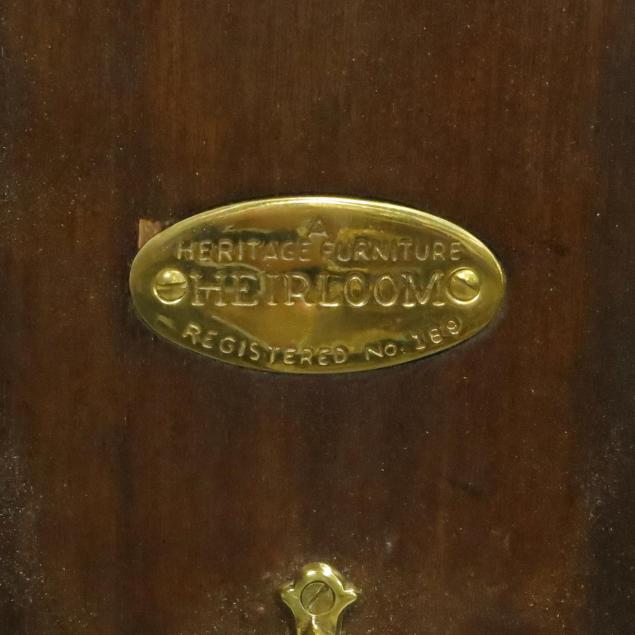 A
HERITAGE FURNITURE
HEIRLOOM
REGISTERED No. 189